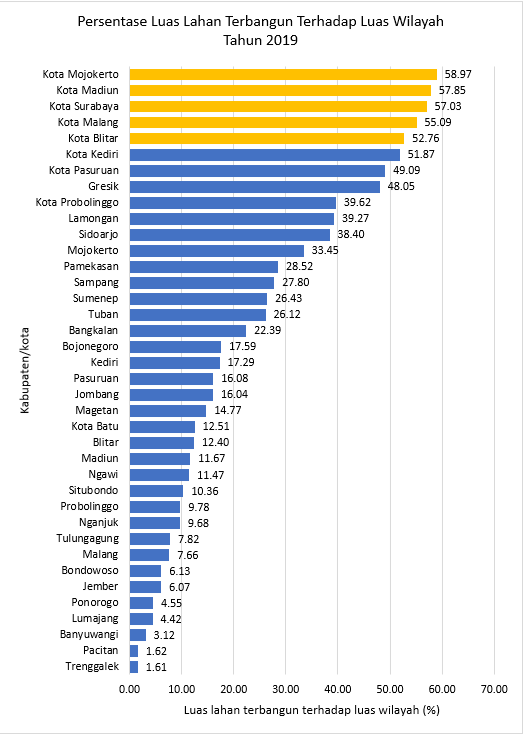 Persentase Luas Lahan Terbangun Terhadap Luas Wilayah
Tahun 2019
Kabupaten/kota
Kota Mojokerto 58.97
Kota Madiun 57.85
Kota Surabaya 57.03
Kota Malang 55.09
Kota Blitar 52.76
Kota Kediri 51.87
Kota Pasuruan 49.09
Gresik 48.05
Kota Probolinggo 39.62
Lamongan 39.27
Sidoarjo 38.40
Mojokerto 33.45
Pamekasan 28.52
Sampang 27.80
Sumenep 26.43
Tuban 26.12
Bangkalan 22.39
Bojonegoro 17.59
Kediri 17.29
Pasuruan 16.08
Jombang 16.04
Magetan 14.77
Kota Batu 12.51
Blitar 12.40
Madiun 11.67
Ngawi 11.47
Situbondo 10.36
Probolinggo 9.78
Nganjuk 9.68
Tulungagung 7.82
Malang 7.66
Bondowoso 6.13
Jember 6.07
Ponorogo 4.55
Lumajang 4.42
Banyuwangi 3.12
Pacitan 1.62
Trenggalek 1.61
0.00 10.00 20.00 30.00 40.00 50.00 60.00 70.00
Luas lahan terbangun terhadap luas wilayah (%)